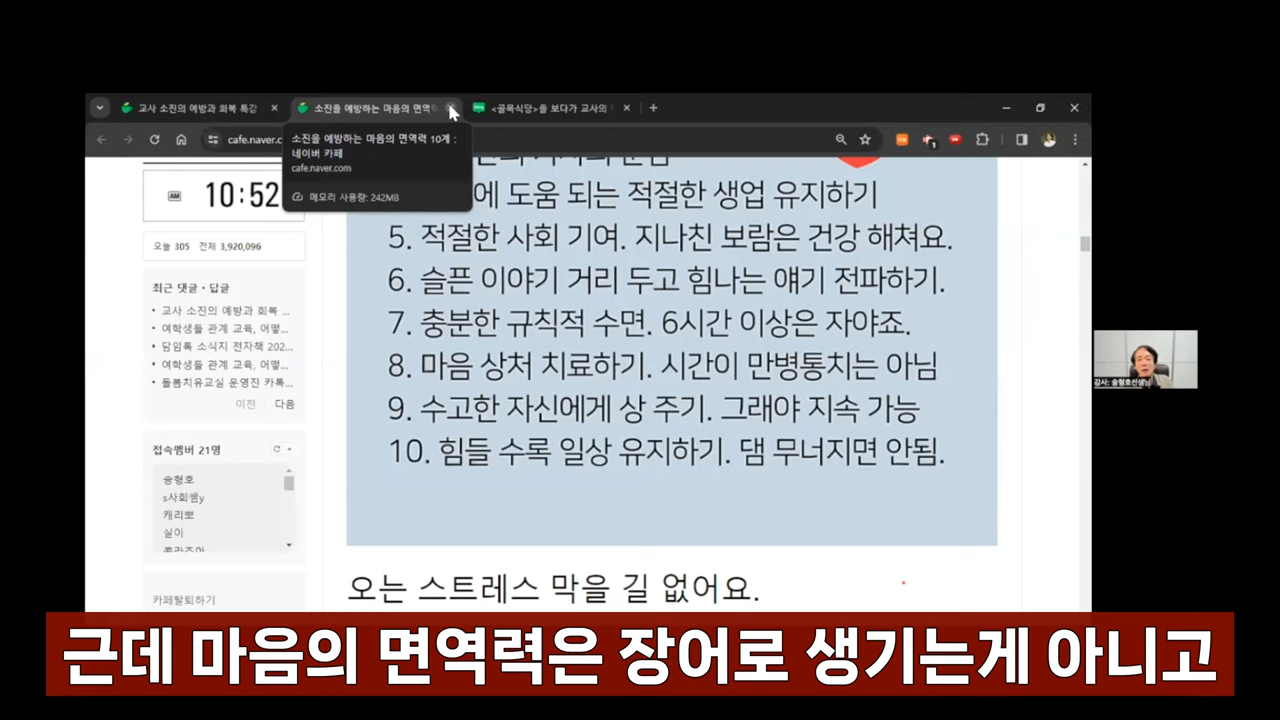 교사 소진의 예방과 회복 특강
소진을 예방하는 마음의 면역력
<골목식당>을 보다가 교사의
cafe.naver.c
소진을 예방하는 마음의 면역력 10계 :
네이버 카페
cafe.naver.com
메모리 사용량: 242MB
AM 10:52
오늘 305 전체 3,920,096
최근 댓글·답글
• 교사 소진의 예방과 회복 ...
• 여학생들 관계 교육, 어떻...
• 담임톡 소식지 전자책 202...
• 여학생들 관계 교육, 어떻...
• 돌봄치유교실 운영진 카톡...
이전 다음
접속멤버 21명
송형호
s사회쌤y
캐리뽀
실이
카페탈퇴하기
에 도움 되는 적절한 생업 유지하기
5. 적절한 사회 기여. 지나친 보람은 건강 해쳐요.
6. 슬픈 이야기 거리 두고 힘나는 얘기 전파하기.
7. 충분한 규칙적 수면. 6시간 이상은 자야죠.
8. 마음 상처 치료하기. 시간이 만병통치는 아님
9. 수고한 자신에게 상 주기. 그래야 지속 가능
10. 힘들 수록 일상 유지하기. 댐 무너지면 안됨.
오는 스트레스 막을 길 없어요.
강사: 송형호선생님
근데 마음의 면역력은 장어로 생기는게 아니고